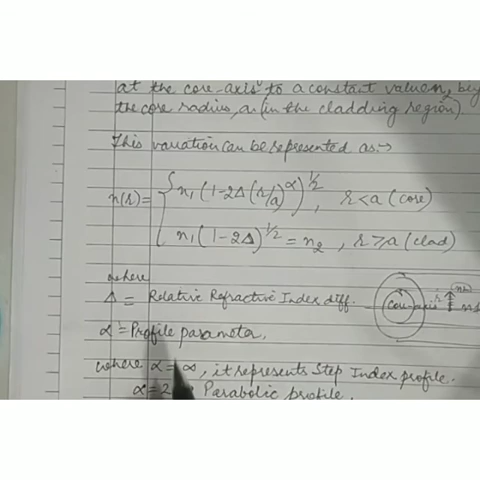 at the core-axis to a constant value n, bey
the core radius, a (in the cladding region).
This variation can be represented as:→
n(r) = { n₁ (1-2Δ (r/a)^α)^1/2 , r < a (core)
n₁ (1-2Δ)^1/2 = n₂ , r ≥ a (clad)
where
Δ = Relative Refractive Index diff.
Core-axis r
α = Profile parameter,
where α = ∞, it represents Step Index profile.
α = 2 Parabolic profile.